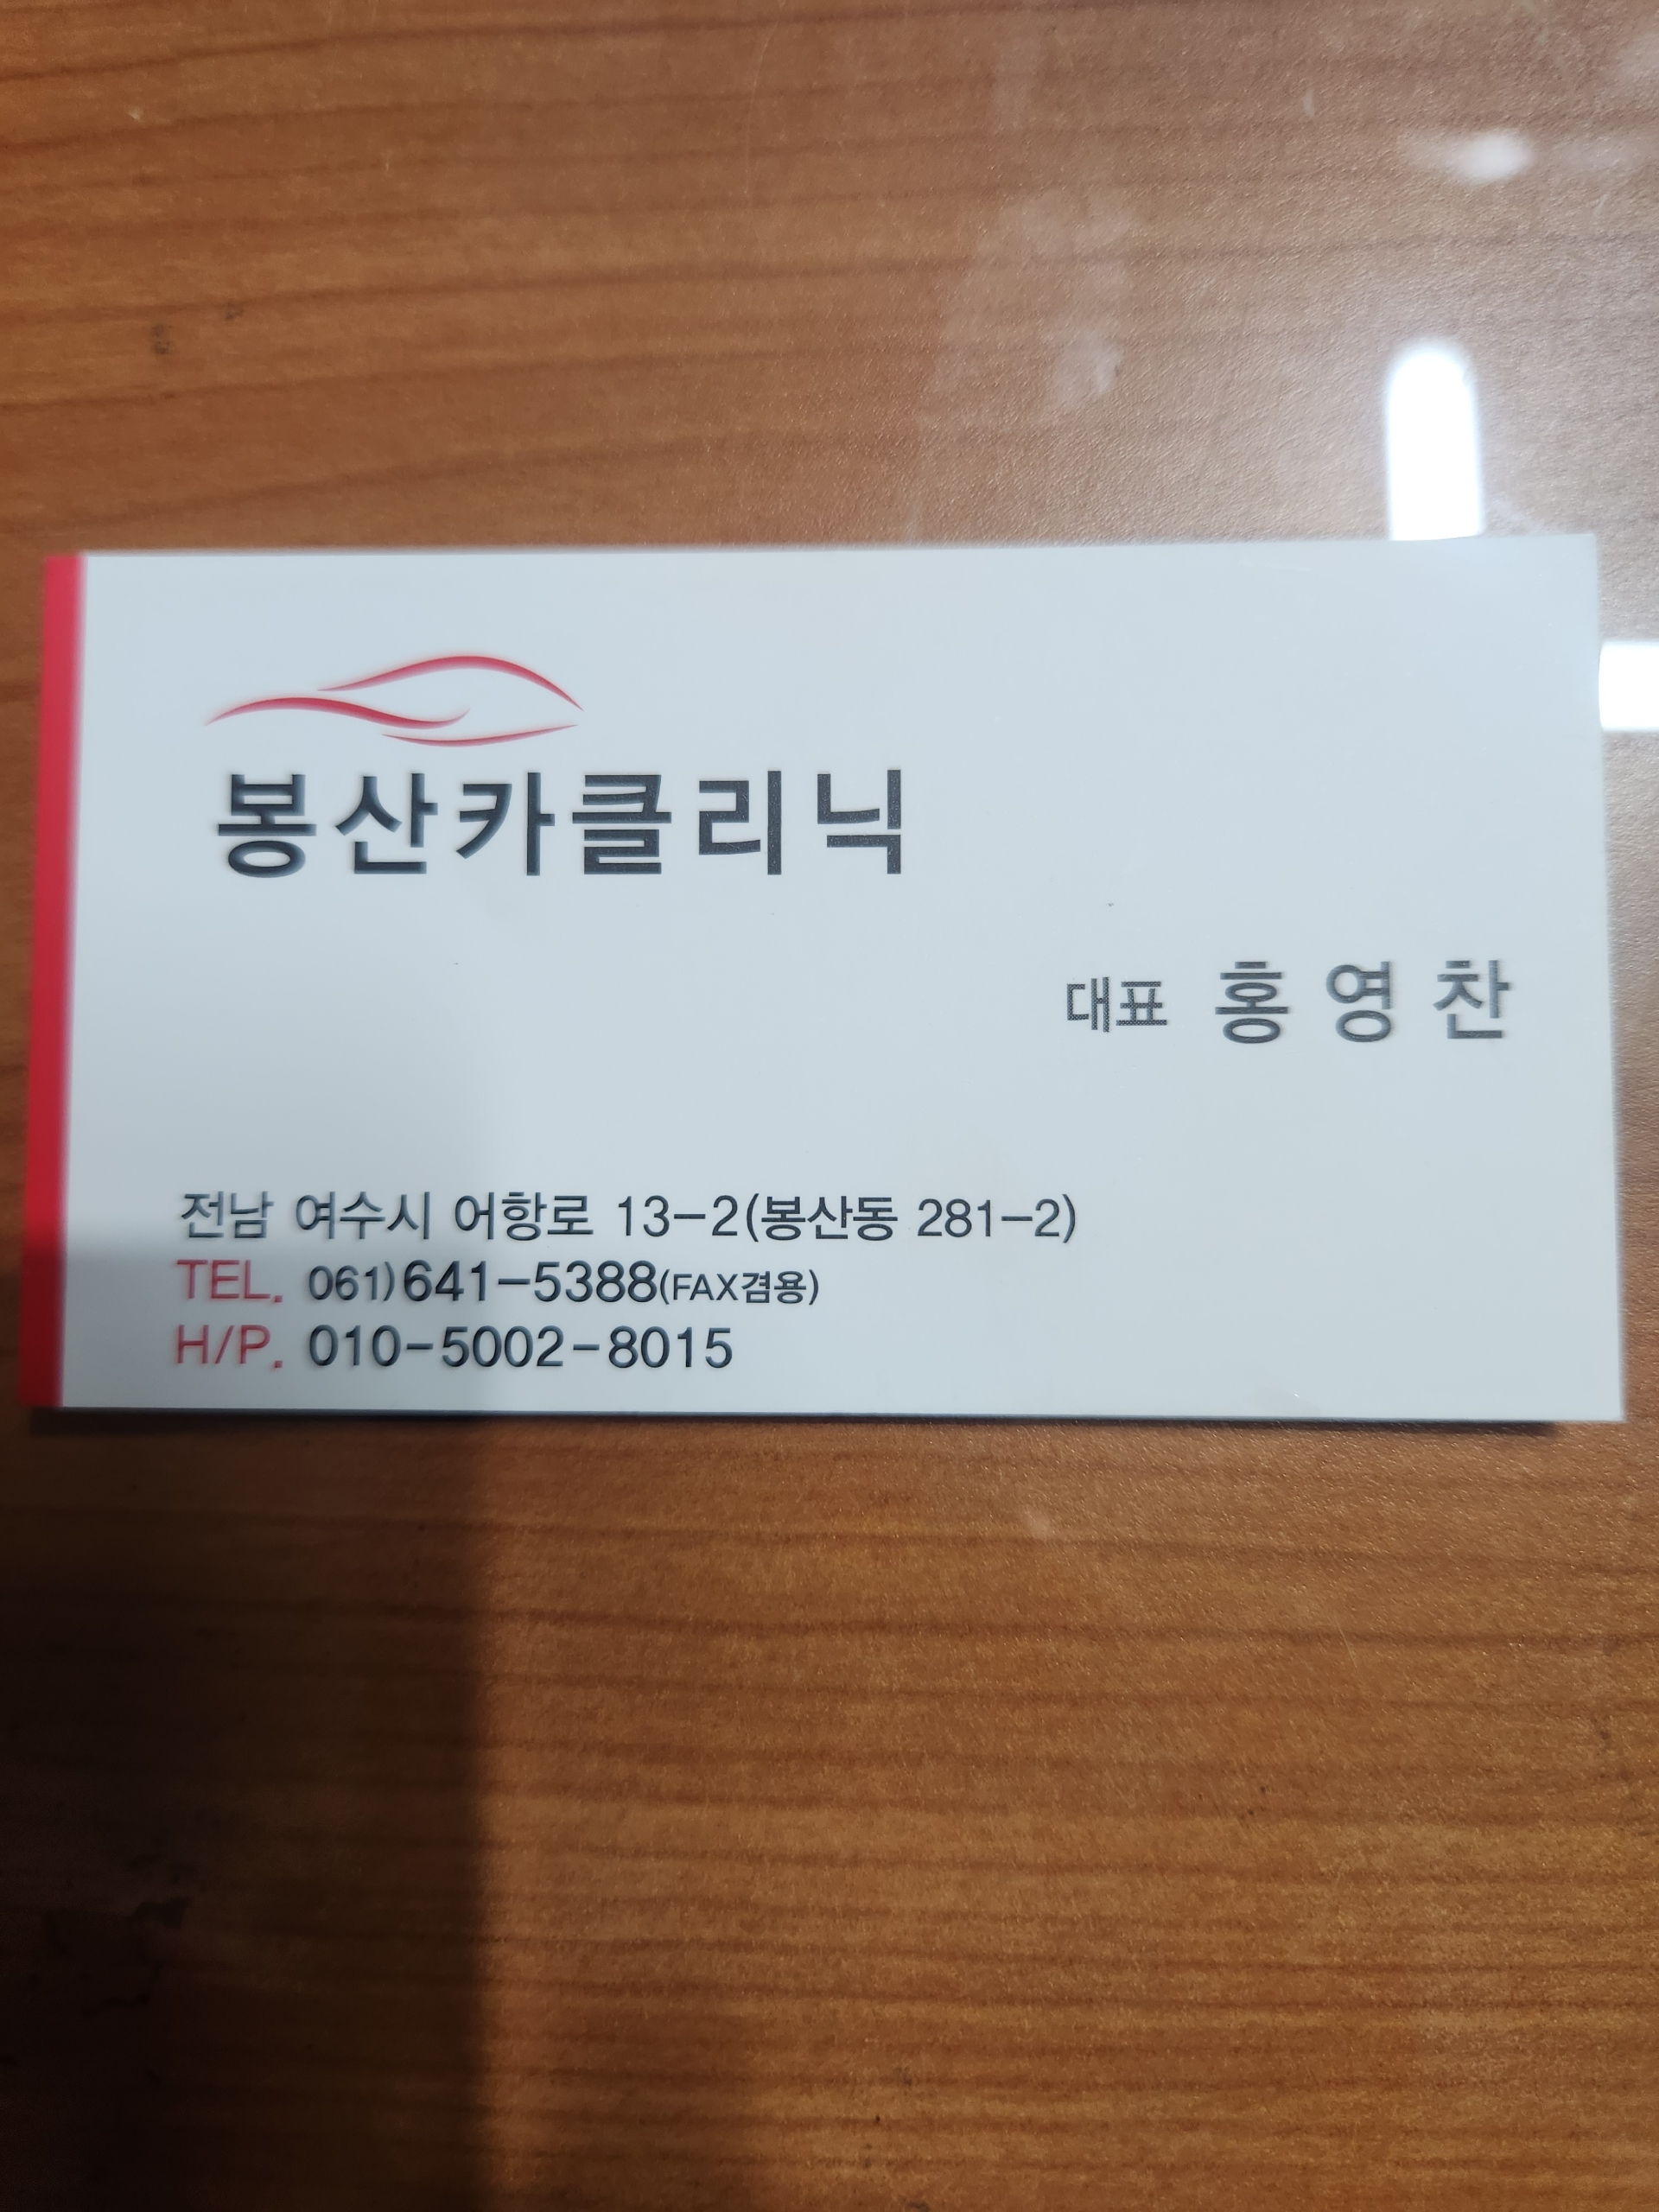 봉산카클리닉
대표 홍영찬
전남 여수시 어항로 13-2(봉산동 281-2)
TEL. 061)641-5388(FAX겸용)
H/P. 010-5002-8015